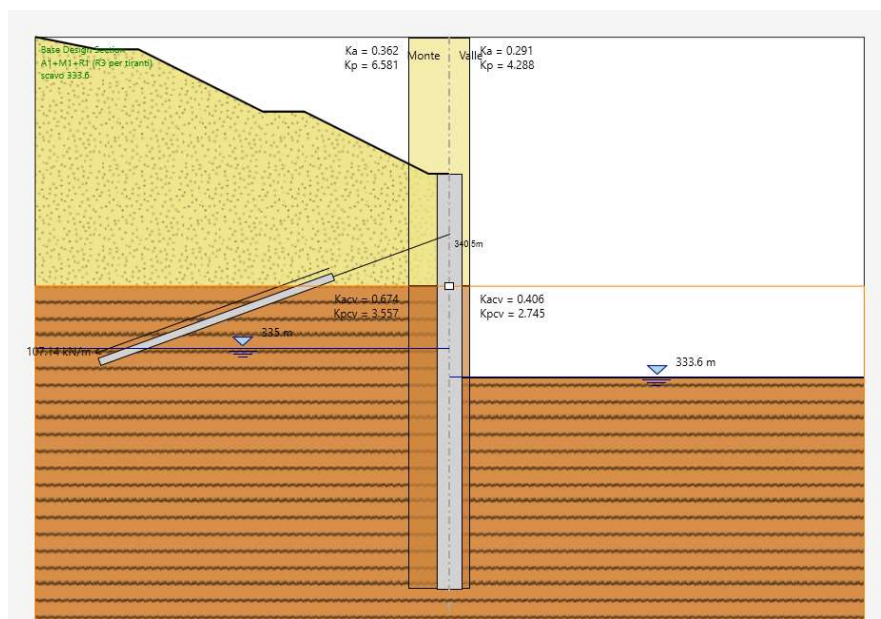 Base Design Section
A1+M1+R1 (R3 per tiranti)
scavo 333.6
Ka = 0.362
Kp = 6.581
Monte
Valle
Ka = 0.291
Kp = 4.288
340.5m
Kacv = 0.674
Kpcv = 3.557
Kacv = 0.406
Kpcv = 2.745
335 m
107.14 kN/m
333.6 m